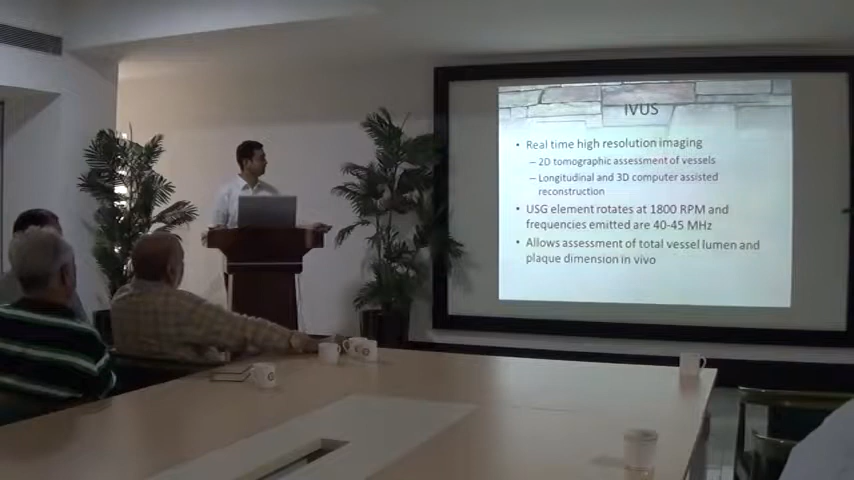 IVUS
• Real time high resolution imaging
– 2D tomographic assessment of vessels
– Longitudinal and 3D computer assisted
reconstruction
• USG element rotates at 1800 RPM and
frequencies emitted are 40-45 MHz
• Allows assessment of total vessel lumen and
plaque dimension in vivo